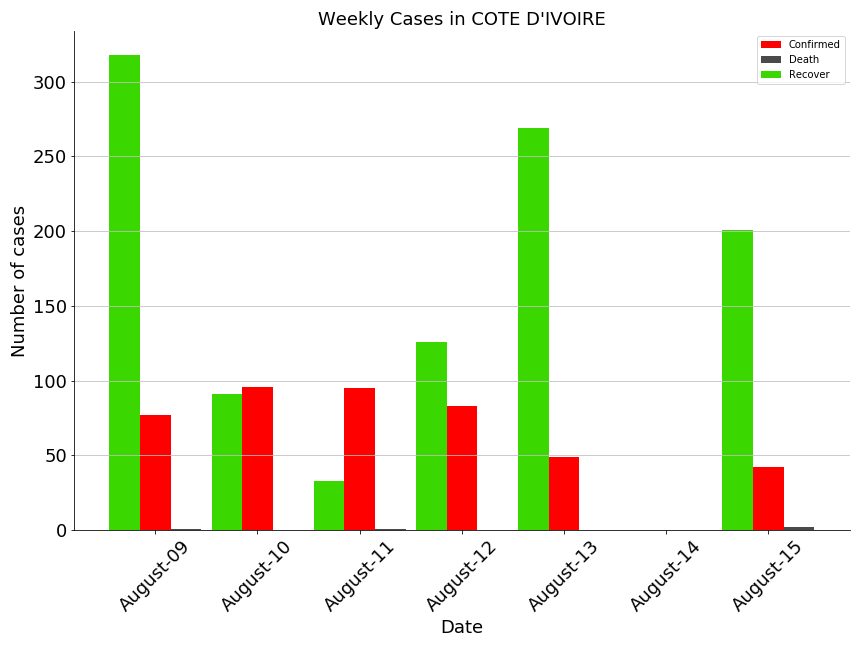 Weekly Cases in COTE D'IVOIRE
Confirmed
Death
Recover
Number of cases
300
250
200
150
100
50
0
August-09
August-10
August-11
August-12
August-13
August-14
August-15
Date